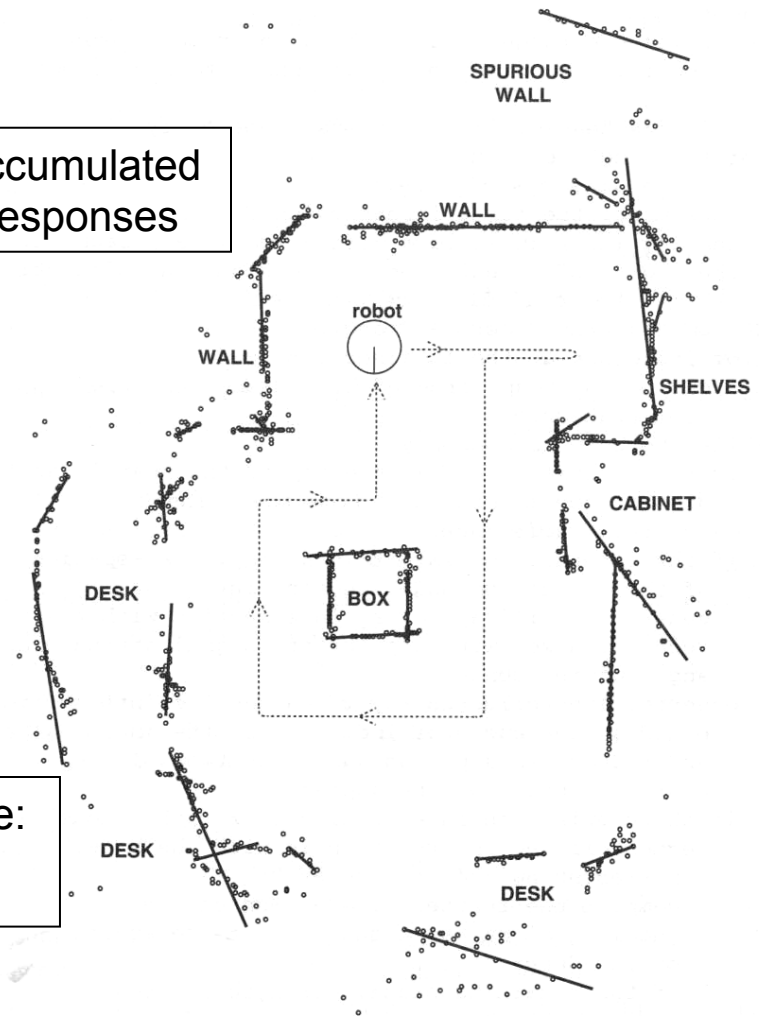 SPURIOUS
WALL
ccumulated
esponses
WALL
robot
WALL
SHELVES
CABINET
DESK
BOX
e:
DESK
DESK